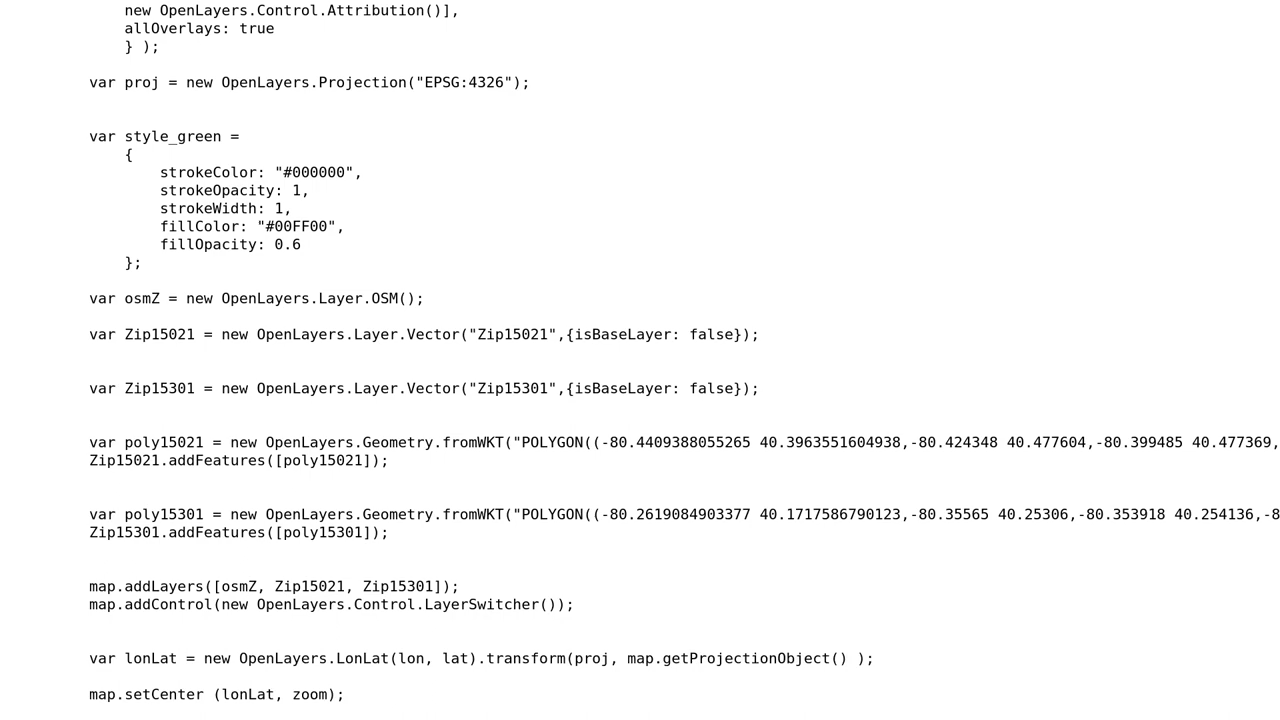 new OpenLayers.Control.Attribution()],
allOverlays: true
} );
var proj = new OpenLayers.Projection("EPSG:4326");
var style_green =
{
strokeColor: "#000000",
strokeOpacity: 1,
strokeWidth: 1,
fillColor: "#00FF00",
fillOpacity: 0.6
};
var osmZ = new OpenLayers.Layer.OSM();
var Zip15021 = new OpenLayers.Layer.Vector("Zip15021",{isBaseLayer: false});
var Zip15301 = new OpenLayers.Layer.Vector("Zip15301",{isBaseLayer: false});
var poly15021 = new OpenLayers.Geometry.fromWKT("POLYGON((-80.4409388055265 40.3963551604938,-80.424348 40.477604,-80.399485 40.477369,
Zip15021.addFeatures([poly15021]);
var poly15301 = new OpenLayers.Geometry.fromWKT("POLYGON((-80.2619084903377 40.1717586790123,-80.35565 40.25306,-80.353918 40.254136,-8
Zip15301.addFeatures([poly15301]);
map.addLayers([osmZ, Zip15021, Zip15301]);
map.addControl(new OpenLayers.Control.LayerSwitcher());
var lonLat = new OpenLayers.LonLat(lon, lat).transform(proj, map.getProjectionObject() );
map.setCenter (lonLat, zoom);